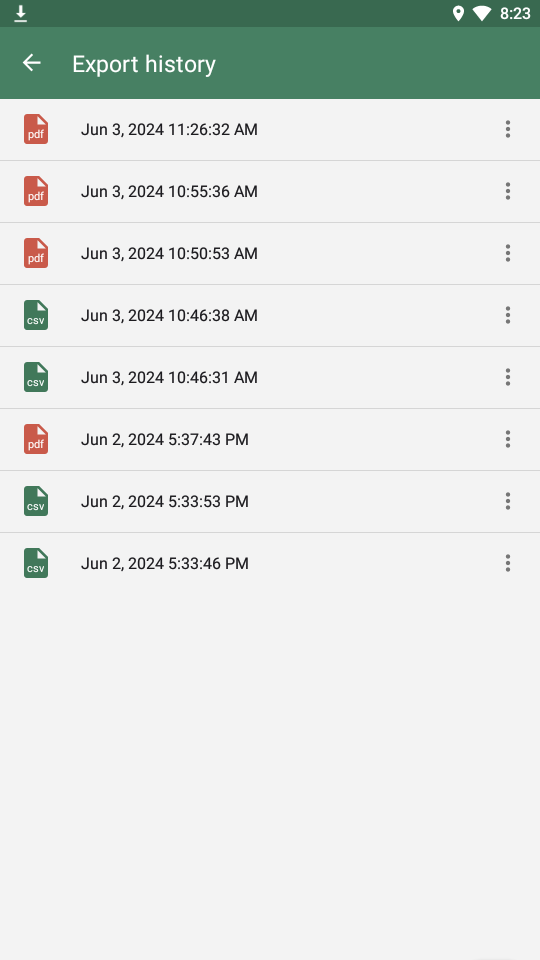 8:23
Export history
pdf Jun 3, 2024 11:26:32 AM
pdf Jun 3, 2024 10:55:36 AM
pdf Jun 3, 2024 10:50:53 AM
csv Jun 3, 2024 10:46:38 AM
csv Jun 3, 2024 10:46:31 AM
pdf Jun 2, 2024 5:37:43 PM
csv Jun 2, 2024 5:33:53 PM
csv Jun 2, 2024 5:33:46 PM